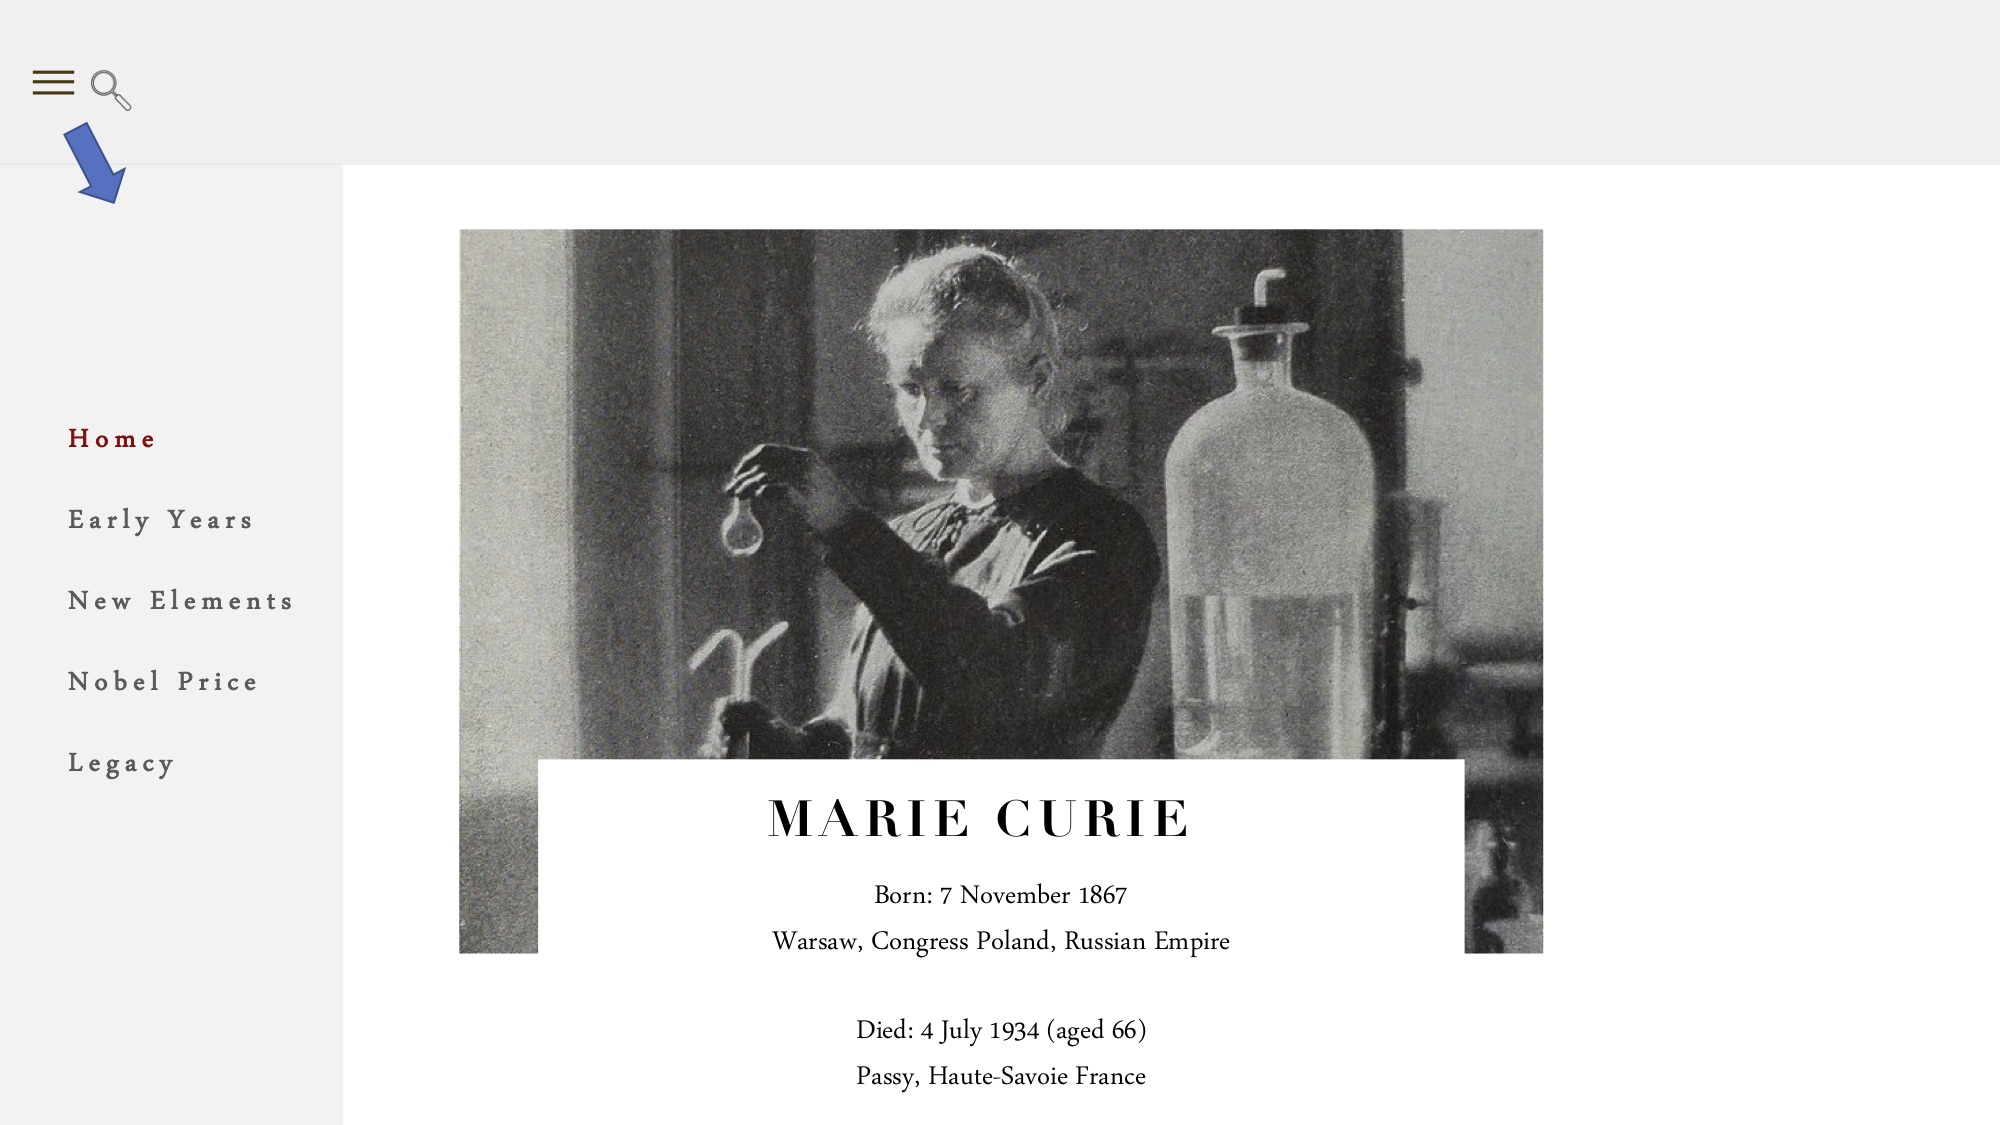 Home
Early Years
New Elements
Nobel Price
Legacy
MARIE CURIE
Born: 7 November 1867
Warsaw, Congress Poland, Russian Empire
Died: 4 July 1934 (aged 66)
Passy, Haute-Savoie France